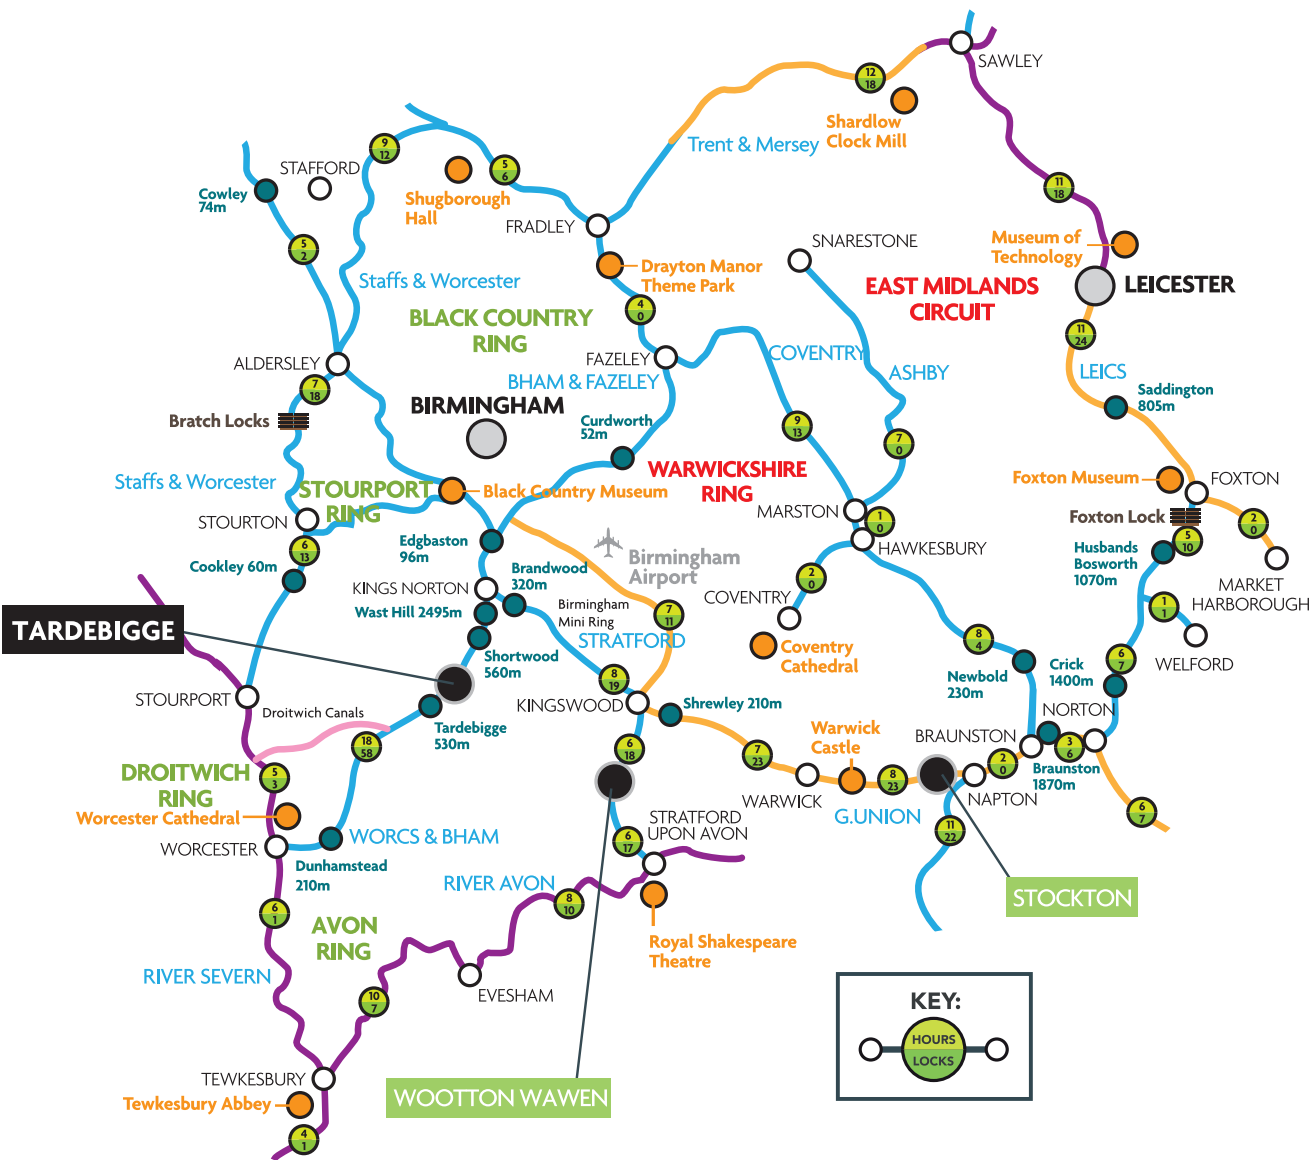 SAWLEY
12
18
Shardlow
Clock Mill
Trent & Mersey
9
12
STAFFORD
5
6
Shugborough
Hall
Cowley
74m
11
18
FRADLEY
SNARESTONE
Museum of
Technology
5
2
Drayton Manor
Theme Park
Staffs & Worcester
EAST MIDLANDS
CIRCUIT
LEICESTER
4
0
BLACK COUNTRY
RING
11
24
FAZELEY
COVENTRY
ALDERSLEY
BHAM & FAZELEY
ASHBY
LEICS
7
18
Saddington
805m
BIRMINGHAM
Bratch Locks
Curdworth
52m
9
13
7
0
WARWICKSHIRE
RING
Foxton Museum
FOXTON
Staffs & Worcester
STOURPORT
RING
Black Country Museum
MARSTON
1
0
Foxton Lock
2
0
STOURTON
Edgbaston
96m
HAWKESBURY
5
10
6
13
Birmingham
Airport
Husbands
Bosworth
1070m
Cookley 60m
Brandwood
320m
2
0
MARKET
HARBOROUGH
KINGS NORTON
COVENTRY
Wast Hill 2495m
Birmingham
Mini Ring
7
11
1
1
TARDEBIGGE
STRATFORD
8
4
Coventry
Cathedral
Shortwood
560m
WELFORD
Newbold
230m
Crick
1400m
6
7
8
19
STOURPORT
KINGSWOOD
Shrewley 210m
Droitwich Canals
NORTON
Tardebigge
530m
Warwick
Castle
BRAUNSTON
18
58
6
18
7
23
3
6
DROITWICH
RING
5
3
8
23
2
0
Braunston
1870m
WARWICK
NAPTON
Worcester Cathedral
STRATFORD
UPON AVON
G.UNION
6
7
WORCESTER
WORCS & BHAM
6
17
11
22
Dunhamstead
210m
RIVER AVON
8
10
STOCKTON
6
1
AVON
RING
Royal Shakespeare
Theatre
RIVER SEVERN
EVESHAM
10
7
KEY:
HOURS
LOCKS
TEWKESBURY
WOOTTON WAWEN
Tewkesbury Abbey
4
1